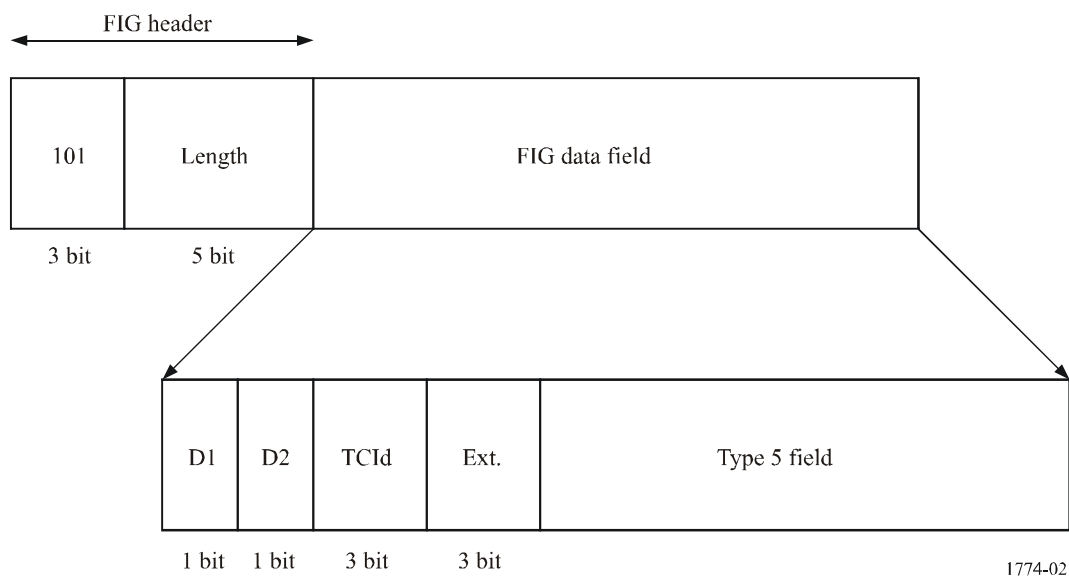 FIG header
101 Length FIG data field
3 bit 5 bit
D1 D2 TCId Ext. Type 5 field
1 bit 1 bit 3 bit 3 bit
1774-02